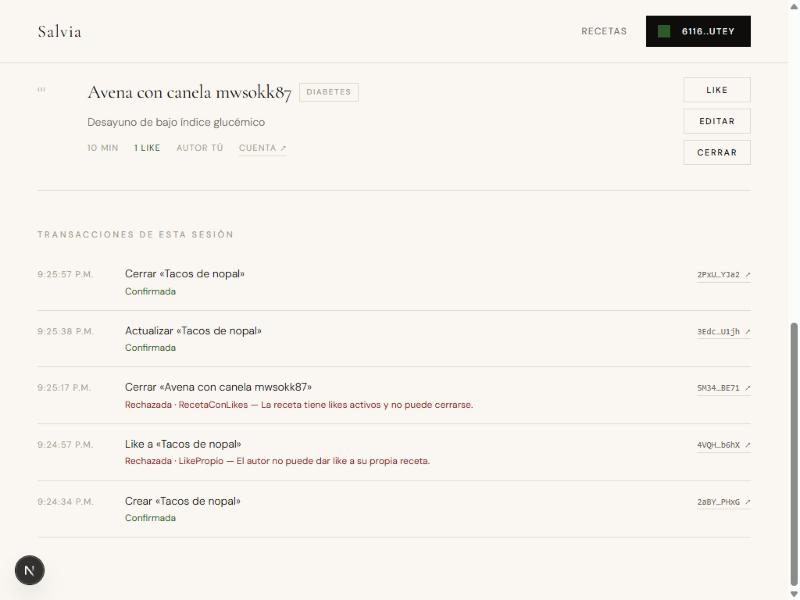 Salvia
RECETAS
6116..UTEY
Avena con canela mwsokk87
DIABETES
Desayuno de bajo índice glucémico
10 MIN 1 LIKE AUTOR TÚ CUENTA ↗
LIKE
EDITAR
CERRAR
TRANSACCIONES DE ESTA SESIÓN
9:25:57 P.M. Cerrar «Tacos de nopal» 2PxU…YJa2 ↗
Confirmada
9:25:38 P.M. Actualizar «Tacos de nopal» 3Edc…U1jh ↗
Confirmada
9:25:17 P.M. Cerrar «Avena con canela mwsokk87» 5M34…BE71 ↗
Rechazada · RecetaConLikes — La receta tiene likes activos y no puede cerrarse.
9:24:57 P.M. Like a «Tacos de nopal» 4VQH…b6hX ↗
Rechazada · LikePropio — El autor no puede dar like a su propia receta.
9:24:34 P.M. Crear «Tacos de nopal» 2aBY…PHxG ↗
Confirmada
N